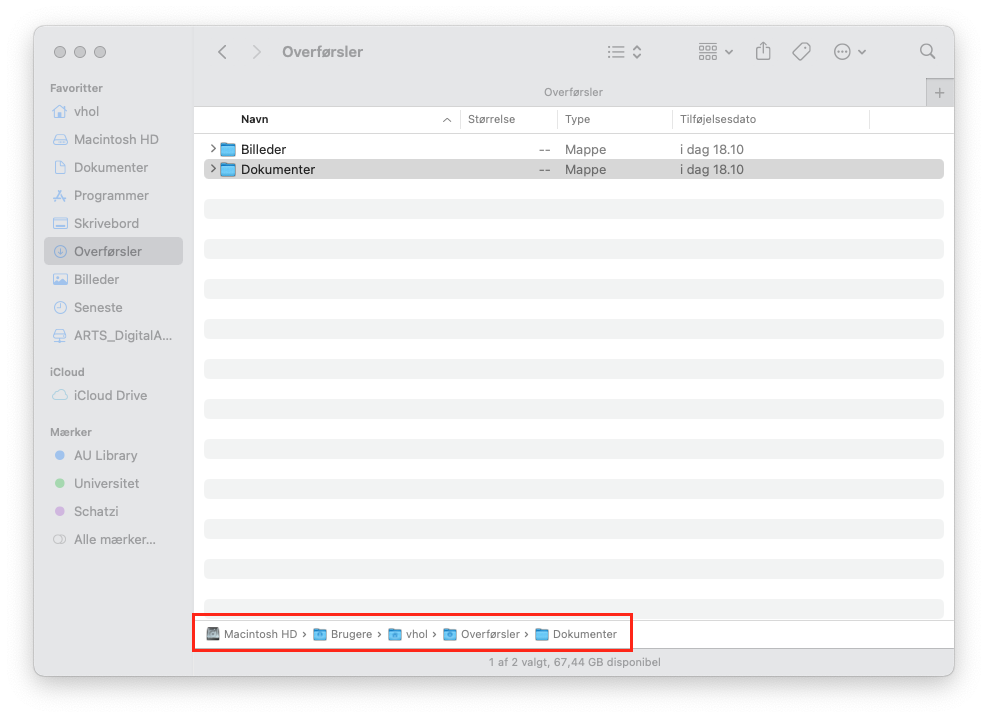 Overførsler
Favoritter
vhol
Macintosh HD
Dokumenter
Programmer
Skrivebord
Overførsler
Billeder
Seneste
ARTS_DigitalA...
iCloud
iCloud Drive
Mærker
AU Library
Universitet
Schatzi
Alle mærker...
Overførsler
+
Navn Størrelse Type Tilføjelsesdato
Billeder -- Mappe i dag 18.10
Dokumenter -- Mappe i dag 18.10
Macintosh HD › Brugere › vhol › Overførsler › Dokumenter
1 af 2 valgt, 67,44 GB disponibel